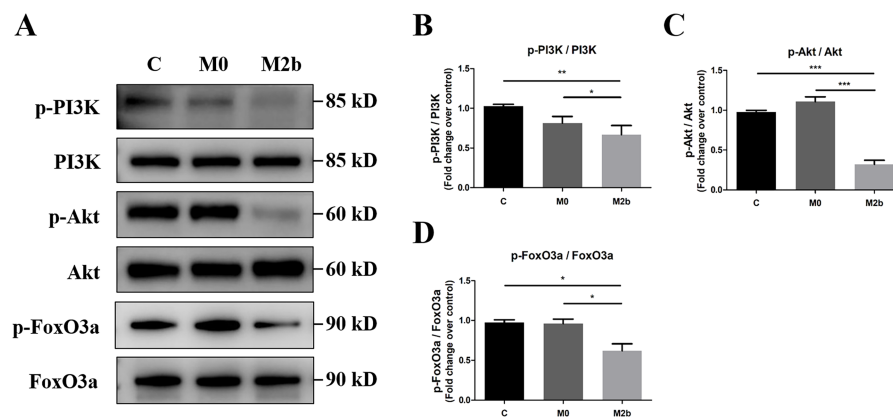 A
C M0 M2b
p-PI3K 85 kD
PI3K 85 kD
p-Akt 60 kD
Akt 60 kD
p-FoxO3a 90 kD
FoxO3a 90 kD
B
p-PI3K / PI3K
p-PI3K / PI3K
(Fold change over control)
1.5
1.0
0.5
0.0
**
*
C M0 M2b
C
p-Akt / Akt
p-Akt / Akt
(Fold change over control)
1.5
1.0
0.5
0.0
***
***
C M0 M2b
D
p-FoxO3a / FoxO3a
p-FoxO3a / FoxO3a
(Fold change over control)
1.5
1.0
0.5
0.0
*
*
C M0 M2b